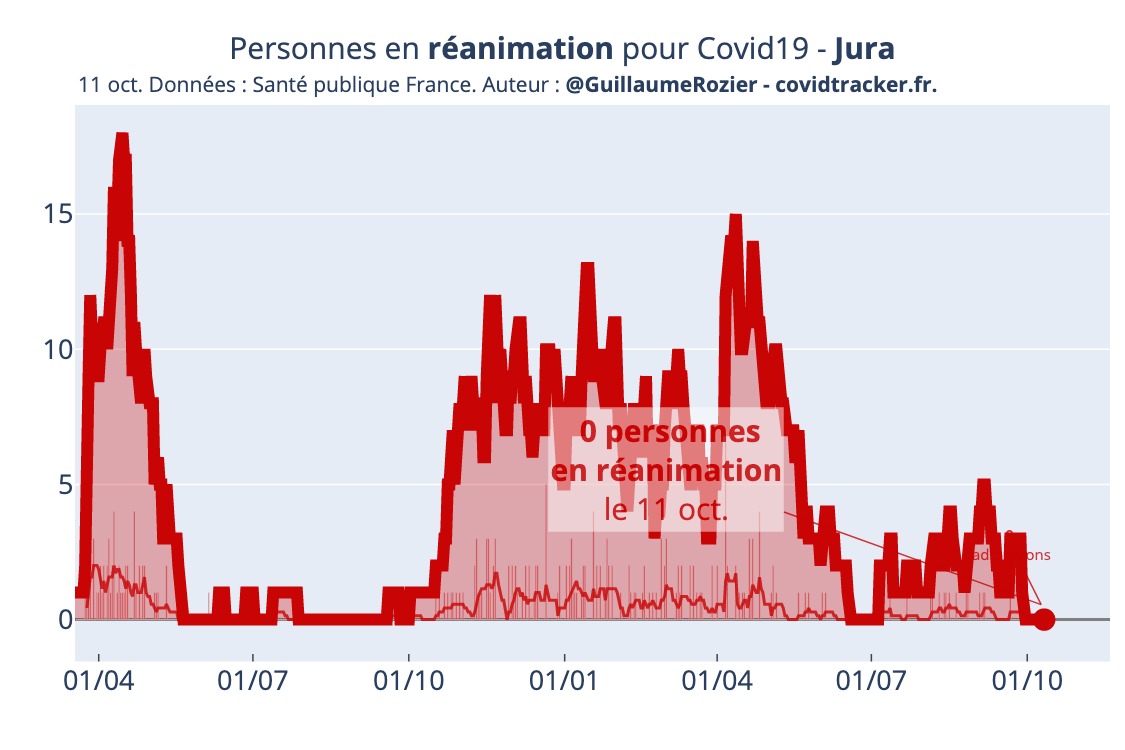 Personnes en réanimation pour Covid19 - Jura
11 oct. Données : Santé publique France. Auteur : @GuillaumeRozier - covidtracker.fr.
15
10
5
0
0 personnes
en réanimation
le 11 oct.
01/04 01/07 01/10 01/01 01/04 01/07 01/10